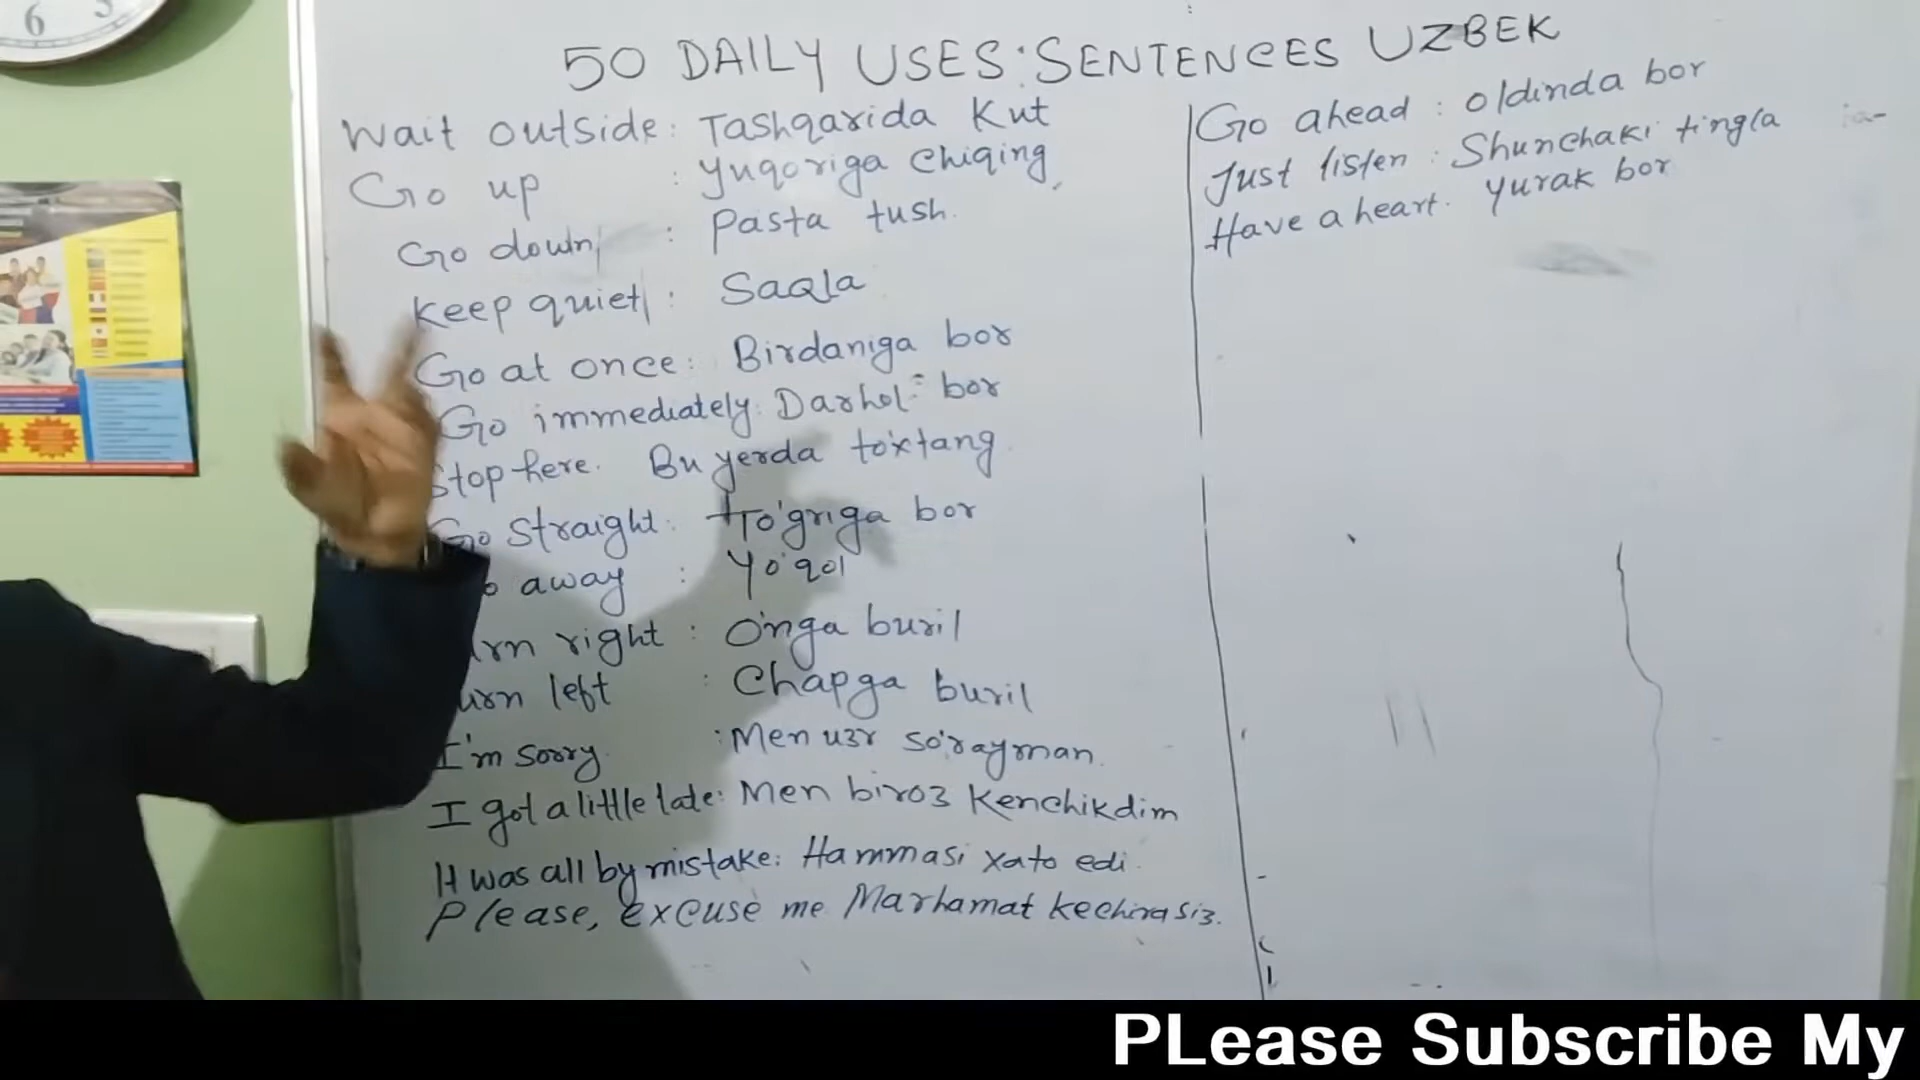 6
5
50 DAILY USES: SENTENCES UZBEK
Wait outside: Tashqarida Kut
Go up : Yuqoriga chiqing
Go down : Pasta tush.
Keep quiet : Saqla
Go at once: Birdaniga bor
Go immediately: Darhol bor
Stop here. Bu yerda to'xtang.
Go straight: To'griga bor
away : Yo'qol
right : O'nga buril
left : Chapga buril
I'm sorry. : Men uzr so'rayman.
I got a little late: Men biroz Kenchikdim
It was all by mistake: Hammasi xato edi.
Please, excuse me Marhamat kechirasiz.
Go ahead : oldinda bor
Just listen : Shunchaki tingla
Have a heart. Yurak bor
PLease Subscribe My